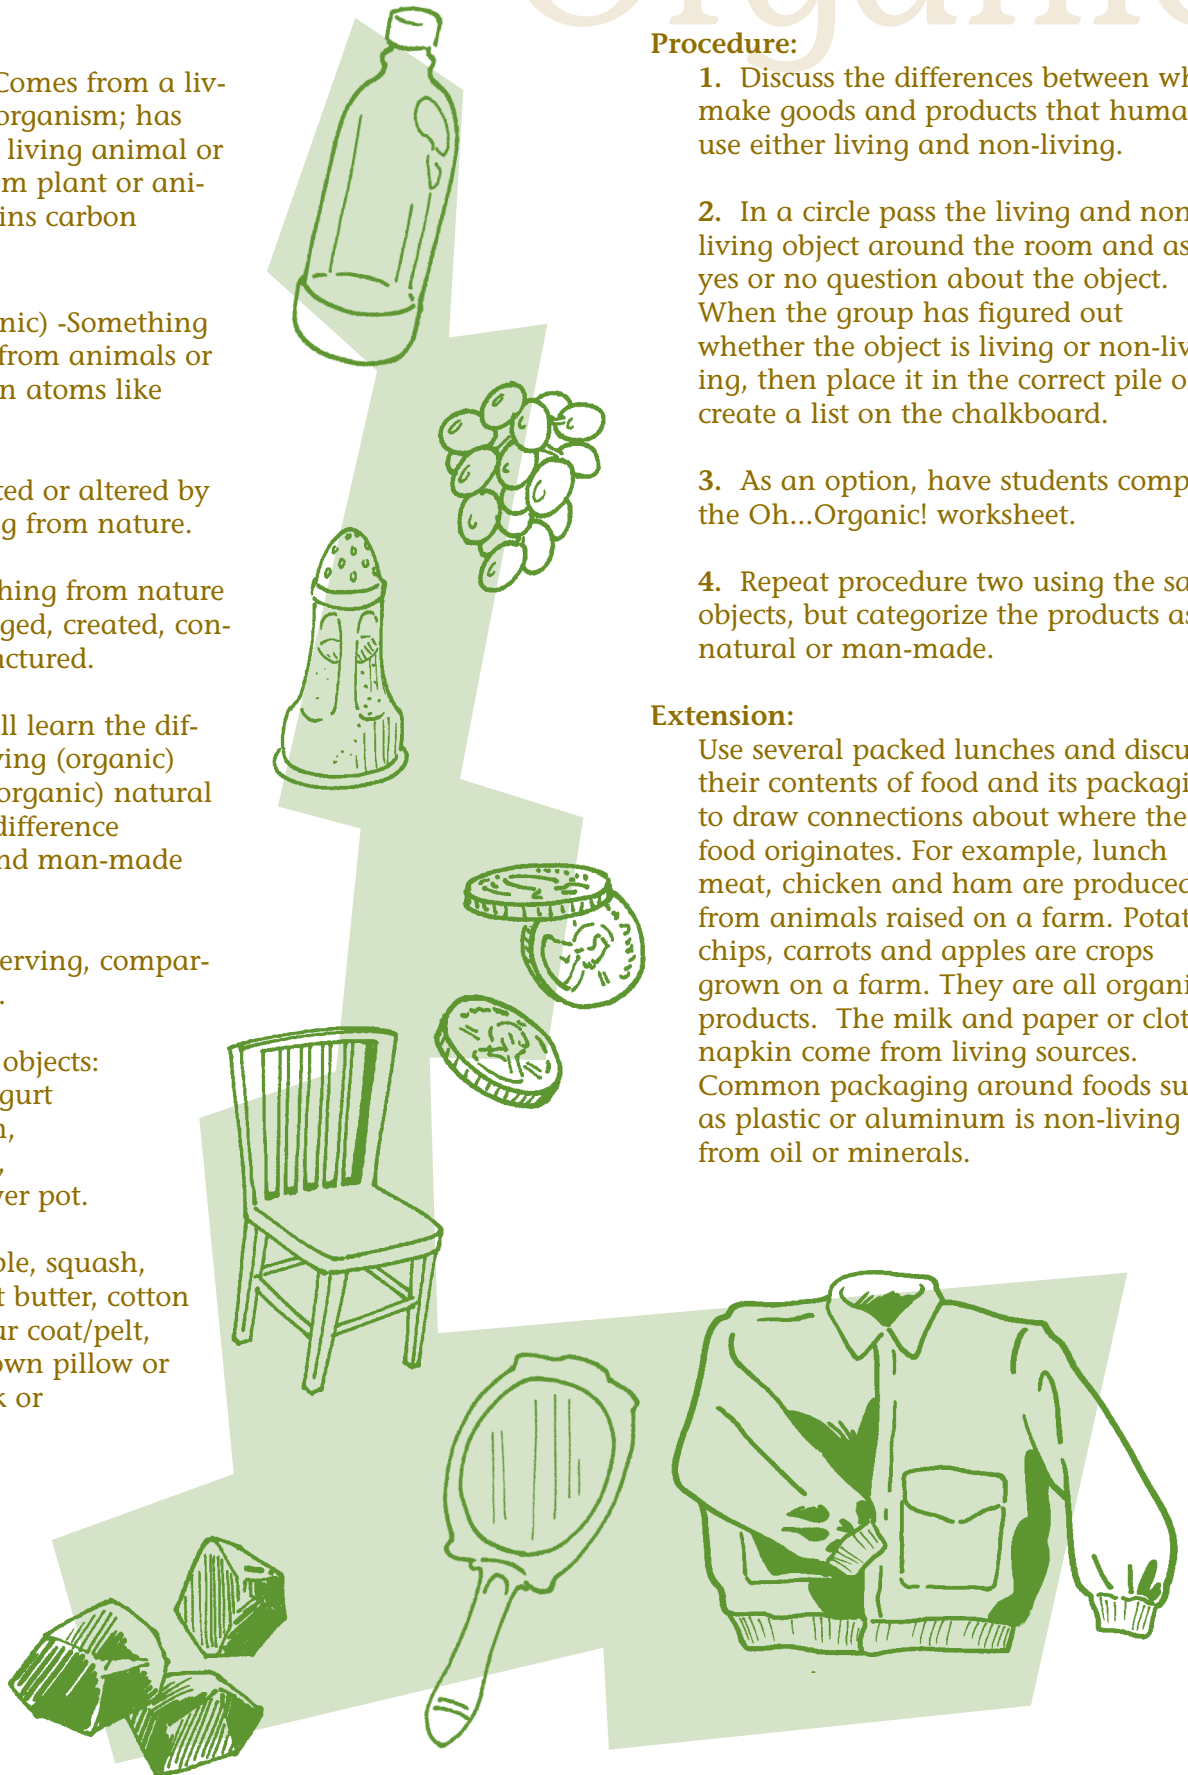 Organi
Comes from a liv-
organism; has
living animal or
m plant or ani-
ins carbon
nic) -Something
from animals or
n atoms like
ted or altered by
g from nature.
hing from nature
ged, created, con-
actured.
ll learn the dif-
ving (organic)
organic) natural
difference
nd man-made
erving, compar-
.
objects:
gurt
n,
,
ver pot.
ple, squash,
t butter, cotton
ur coat/pelt,
own pillow or
k or
Procedure:
1. Discuss the differences between wh
make goods and products that huma
use either living and non-living.
2. In a circle pass the living and non
living object around the room and as
yes or no question about the object.
When the group has figured out
whether the object is living or non-liv
ing, then place it in the correct pile o
create a list on the chalkboard.
3. As an option, have students comp
the Oh...Organic! worksheet.
4. Repeat procedure two using the sa
objects, but categorize the products as
natural or man-made.
Extension:
Use several packed lunches and discu
their contents of food and its packagi
to draw connections about where the
food originates. For example, lunch
meat, chicken and ham are produced
from animals raised on a farm. Potat
chips, carrots and apples are crops
grown on a farm. They are all organi
products. The milk and paper or clot
napkin come from living sources.
Common packaging around foods su
as plastic or aluminum is non-living
from oil or minerals.